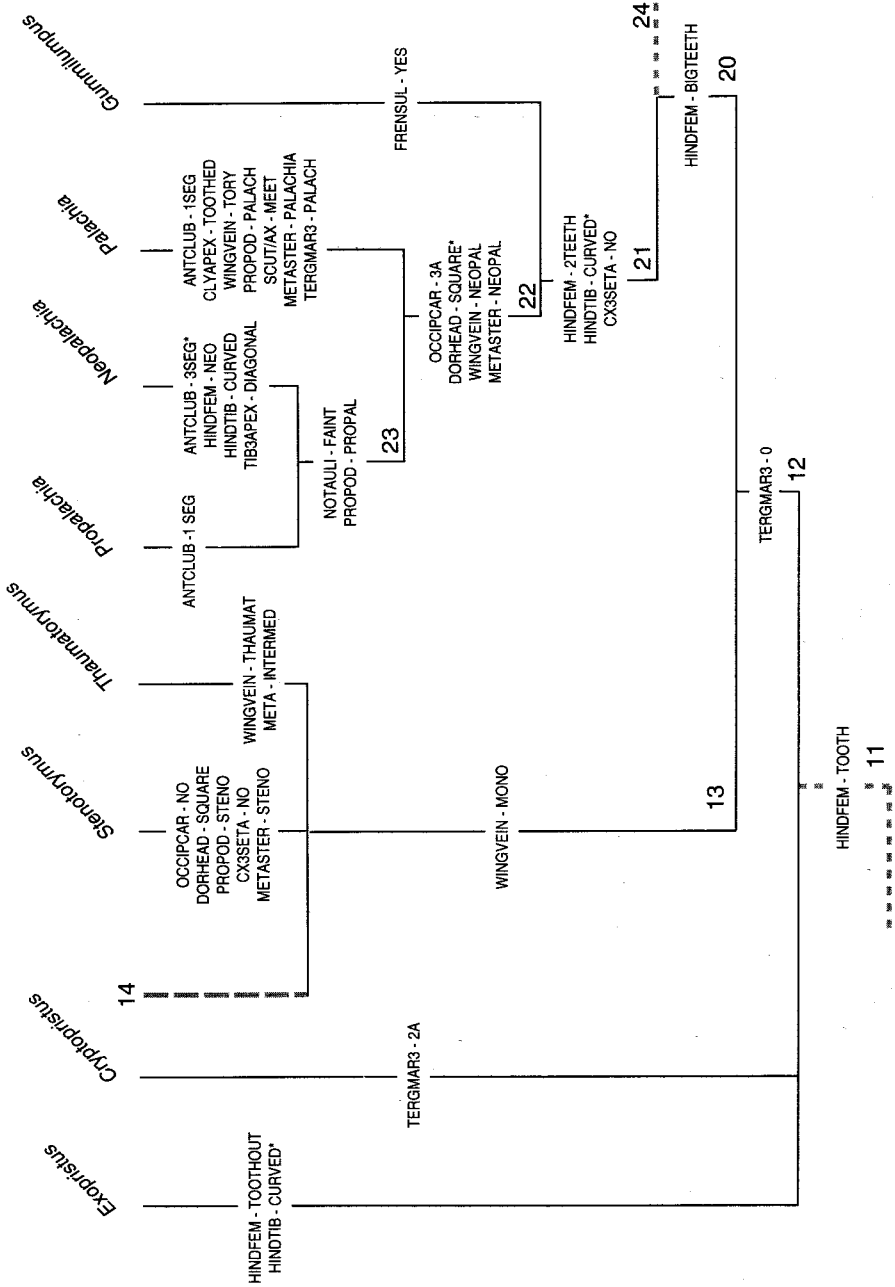 Exopristus
Cryptopristus
Stenotorymus
Thaumatorymus
Propalachia
Neopalachia
Palachia
Gummilumpus
14
24
ANTCLUB -1 SEG
ANTCLUB - 3SEG*
HINDFEM - NEO
HINDTIB - CURVED
TIB3APEX - DIAGONAL
ANTCLUB - 1SEG
CLYAPEX - TOOTHED
WINGVEIN - TORY
PROPOD - PALACH
SCUT/AX - MEET
METASTER - PALACHIA
TERGMAR3 - PALACH
FRENSUL - YES
HINDFEM - TOOTHOUT
HINDTIB - CURVED*
OCCIPCAR - NO
DORHEAD - SQUARE
PROPOD - STENO
CX3SETA - NO
METASTER - STENO
WINGVEIN - THAUMAT
META - INTERMED
NOTAULI - FAINT
PROPOD - PROPAL
23
OCCIPCAR - 3A
DORHEAD - SQUARE*
WINGVEIN - NEOPAL
METASTER - NEOPAL
22
TERGMAR3 - 2A
WINGVEIN - MONO
HINDFEM - 2TEETH
HINDTIB - CURVED*
CX3SETA - NO
21
HINDFEM - BIGTEETH
20
13
TERGMAR3 - 0
12
HINDFEM - TOOTH
11